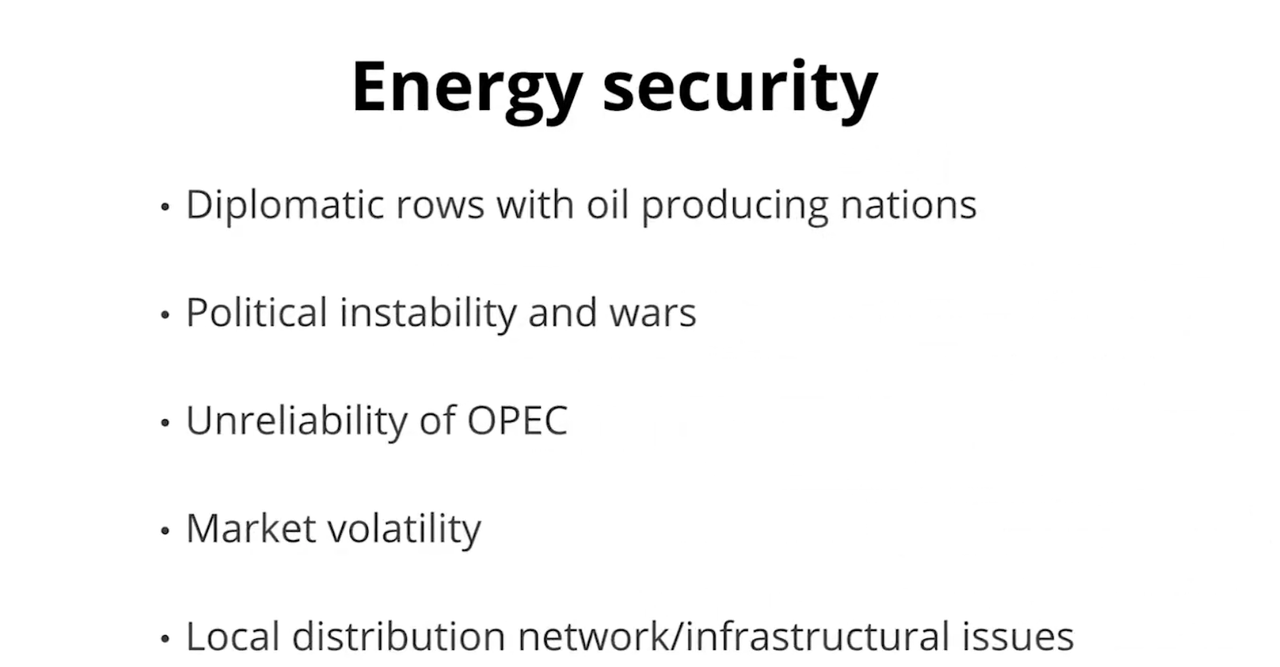 Energy security
• Diplomatic rows with oil producing nations
• Political instability and wars
• Unreliability of OPEC
• Market volatility
• Local distribution network/infrastructural issues